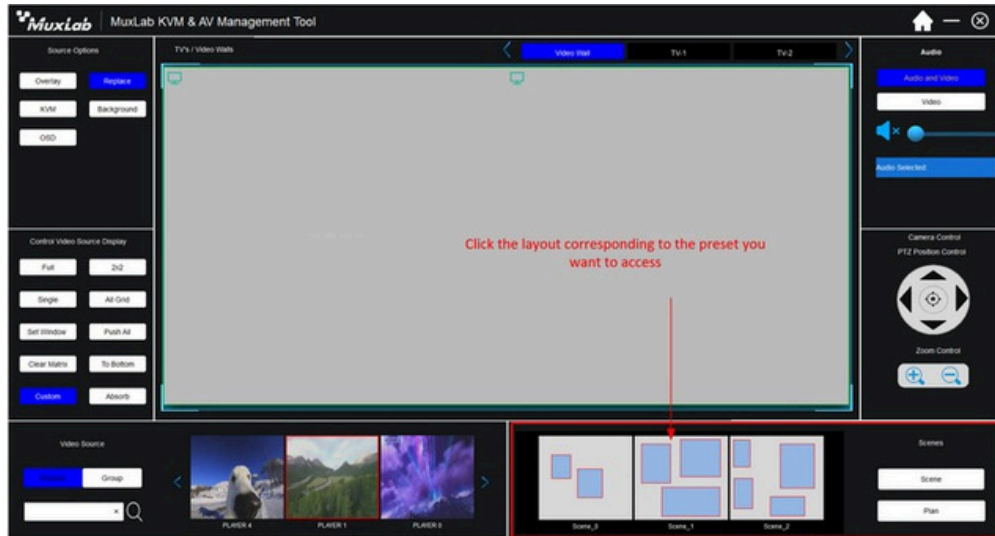 MuxLab MuxLab KVM & AV Management Tool
Source Options
Overlay Replace
KVM Background
OSD
TV's / Video Walls
Video Wall TV-1 TV-2
Audio
Audio and Video
Video
Audio Selected
Click the layout corresponding to the preset you
want to access
Control Video Source Display
Full 2x2
Single All Grid
Set Window Push All
Clear Matrix To Bottom
Custom Absorb
Camera Control
PTZ Position Control
Zoom Control
Video Source
Group
×
PLAYER 4 PLAYER 1 PLAYER 0
Scene_0 Scene_1 Scene_2
Scenes
Scene
Plan